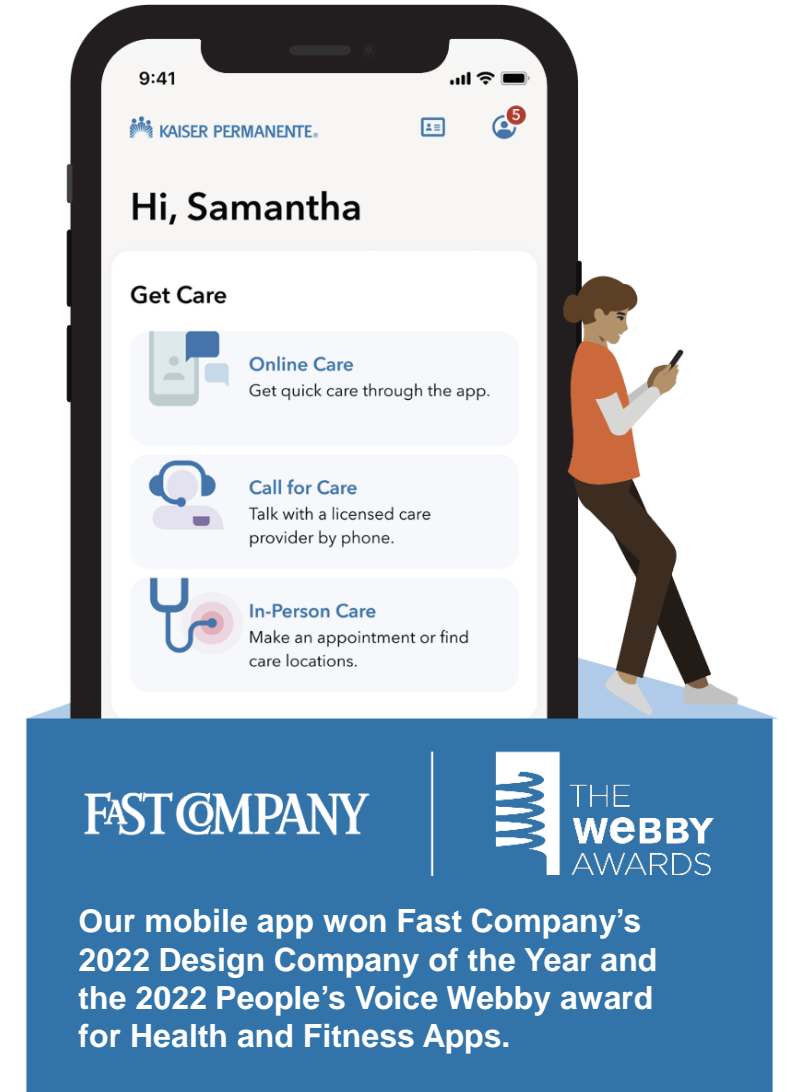 9:41
KAISER PERMANENTE®
5
Hi, Samantha
Get Care
Online Care
Get quick care through the app.
Call for Care
Talk with a licensed care
provider by phone.
In-Person Care
Make an appointment or find
care locations.
FAST COMPANY
THE
WEBBY
AWARDS
Our mobile app won Fast Company’s
2022 Design Company of the Year and
the 2022 People’s Voice Webby award
for Health and Fitness Apps.